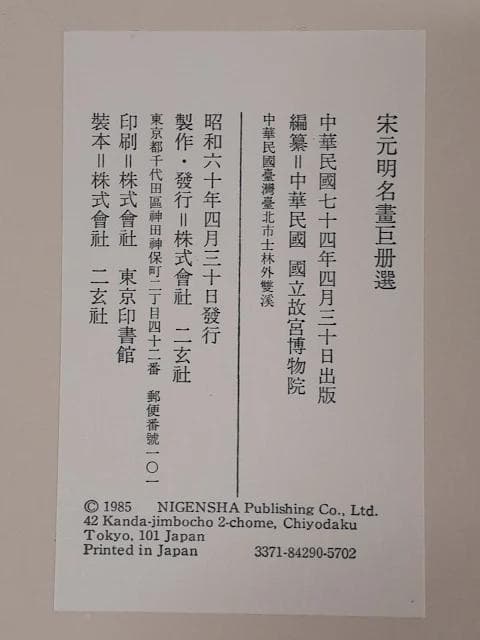 宋元明名畫巨册選
中華民國七十四年四月三十日出版
編纂＝中華民國 國立故宮博物院
中華民國臺灣臺北市士林外雙溪
昭和六十年四月三十日發行
製作・發行＝株式會社 二玄社
東京都千代田區神田神保町二丁目四十二番 郵便番號一〇一
印刷＝株式會社 東京印書館
裝本＝株式會社 二玄社
© 1985 NIGENSHA Publishing Co., Ltd.
42 Kanda-jimbocho 2-chome, Chiyodaku
Tokyo, 101 Japan
Printed in Japan 3371-84290-5702